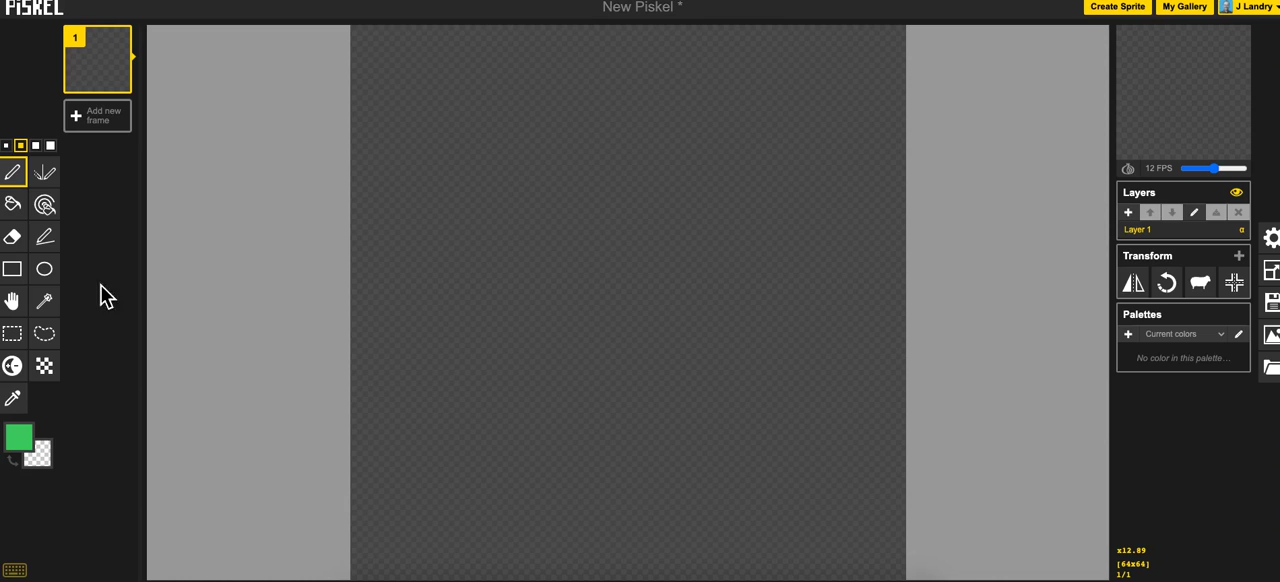 PiSKEL
New Piskel *
Create Sprite
My Gallery
J Landry
1
Add new
frame
12 FPS
Layers
Layer 1
α
Transform
Palettes
Current colors
No color in this palette...
x12.89
[64x64]
1/1